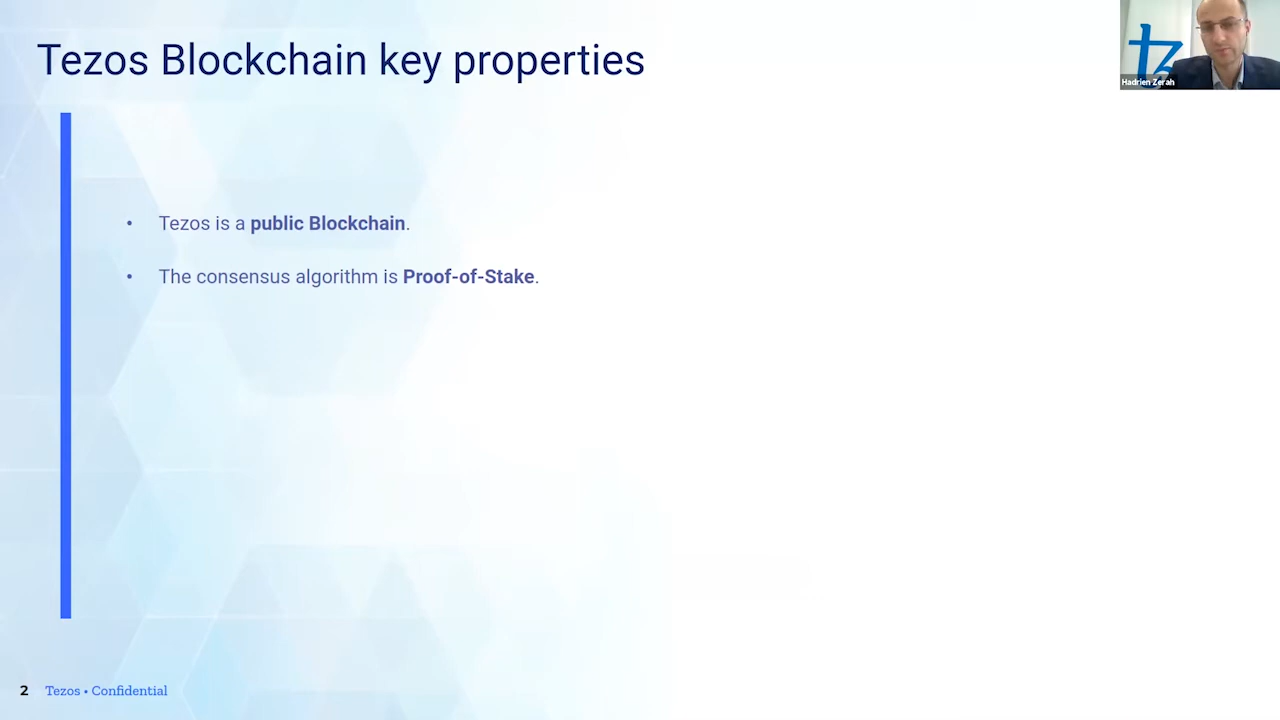 Tezos Blockchain key properties
Hadrien Zerah
• Tezos is a public Blockchain.
• The consensus algorithm is Proof-of-Stake.
2 Tezos • Confidential